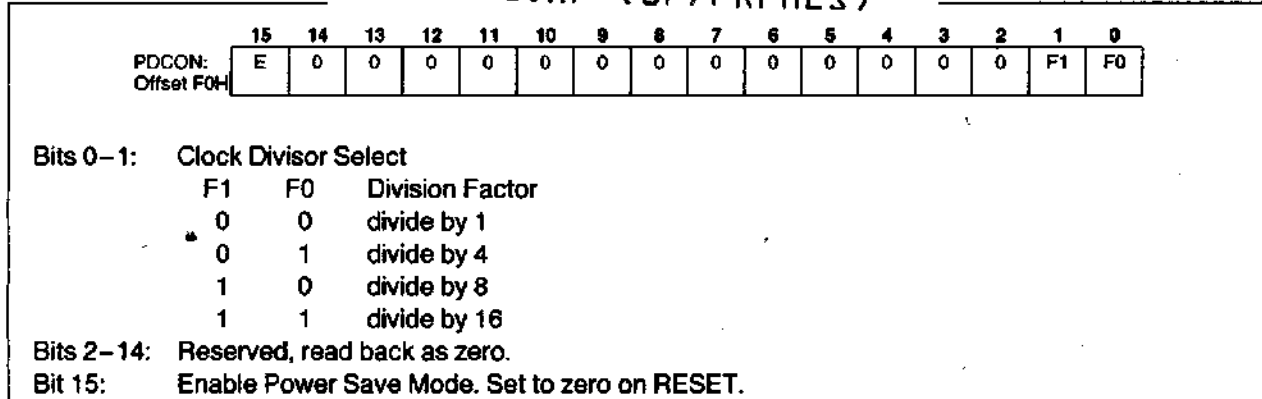 (UP/PRPHLS)
15 14 13 12 11 10 9 8 7 6 5 4 3 2 1 0
PDCON: E 0 0 0 0 0 0 0 0 0 0 0 0 0 F1 F0
Offset F0H
Bits 0–1: Clock Divisor Select
F1 F0 Division Factor
0 0 divide by 1
0 1 divide by 4
1 0 divide by 8
1 1 divide by 16
Bits 2–14: Reserved, read back as zero.
Bit 15: Enable Power Save Mode. Set to zero on RESET.